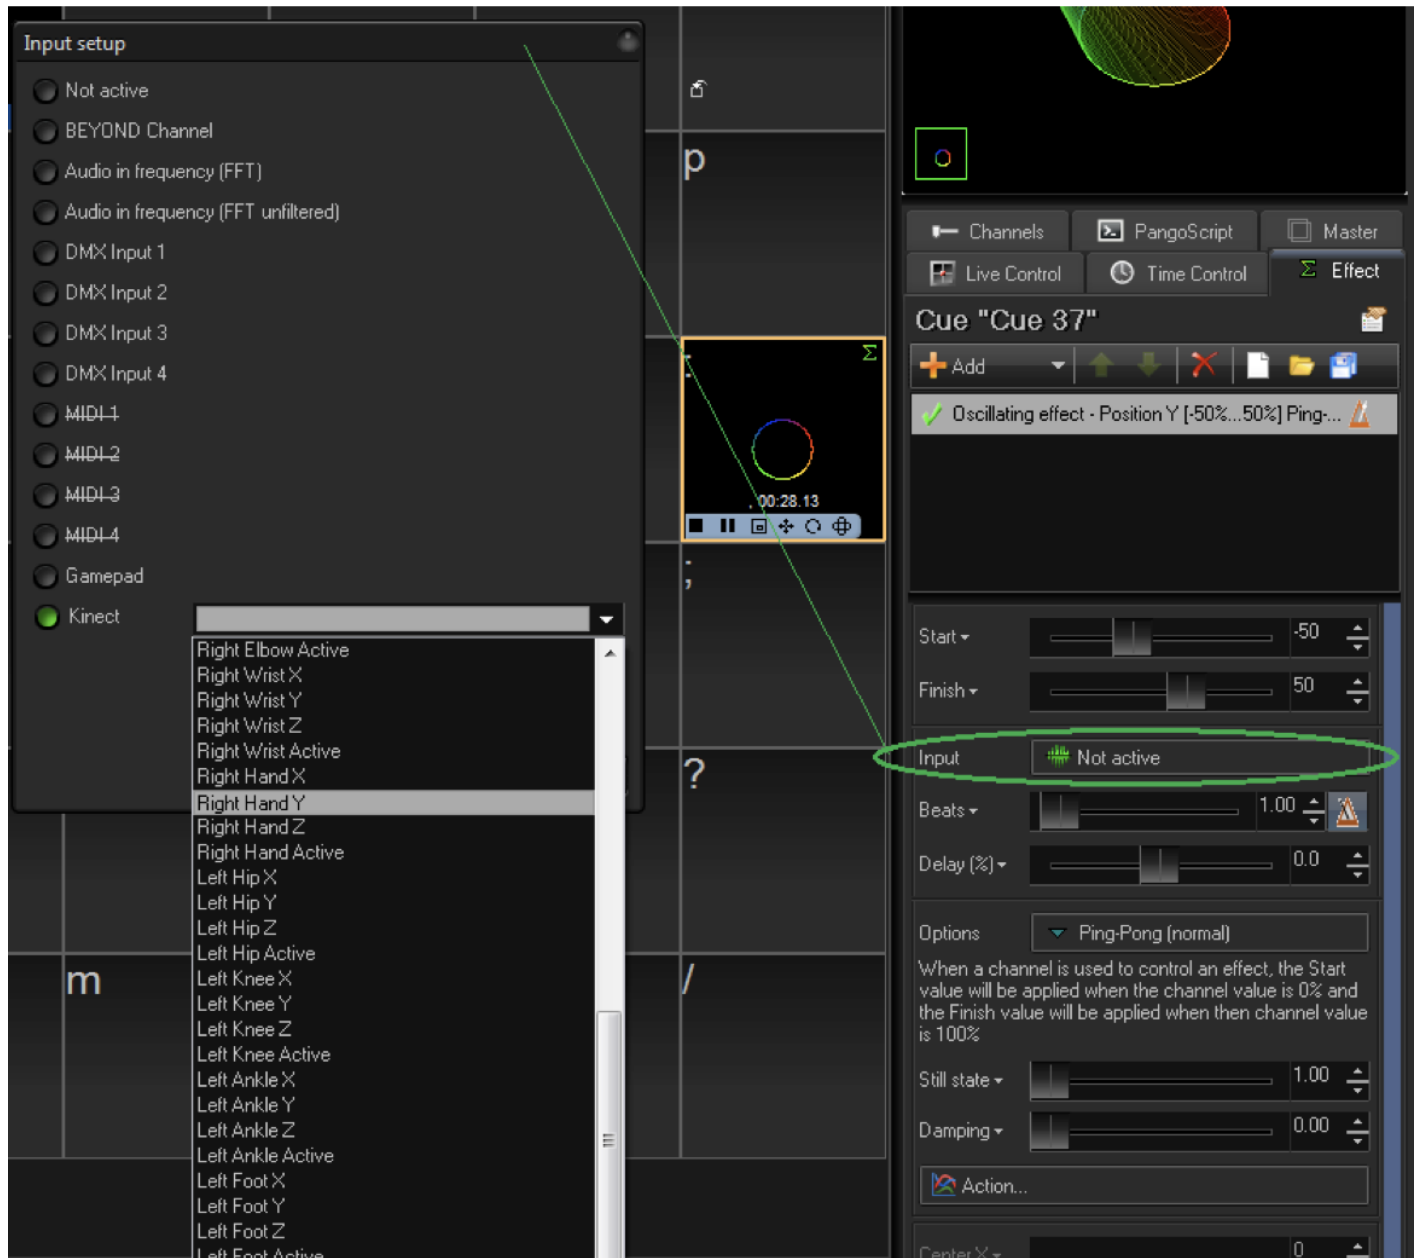 Input setup
Not active
BEYOND Channel
Audio in frequency (FFT)
Audio in frequency (FFT unfiltered)
DMX Input 1
DMX Input 2
DMX Input 3
DMX Input 4
MIDI 1
MIDI 2
MIDI 3
MIDI 4
Gamepad
Kinect
Right Elbow Active
Right Wrist X
Right Wrist Y
Right Wrist Z
Right Wrist Active
Right Hand X
Right Hand Y
Right Hand Z
Right Hand Active
Left Hip X
Left Hip Y
Left Hip Z
Left Hip Active
Left Knee X
Left Knee Y
Left Knee Z
Left Knee Active
Left Ankle X
Left Ankle Y
Left Ankle Z
Left Ankle Active
Left Foot X
Left Foot Y
Left Foot Z
Left Foot Active
p
00:28.13
;
?
m
/
Channels
PangoScript
Master
Live Control
Time Control
Σ Effect
Cue "Cue 37"
Add
Oscillating effect - Position Y [-50%...50%] Ping-...
Start
-50
Finish
50
Input
Not active
Beats
1.00
Delay (%)
0.0
Options
Ping-Pong (normal)
When a channel is used to control an effect, the Start
value will be applied when the channel value is 0% and
the Finish value will be applied when then channel value
is 100%
Still state
1.00
Damping
0.00
Action...
Center X
0